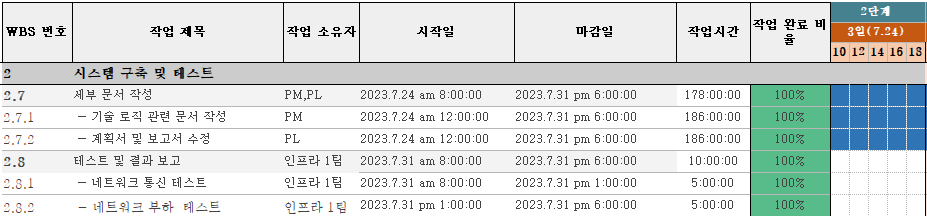 WBS 번호 작업 제목 작업 소유자 시작일 마감일 작업시간 작업 완료 비율 2단계
3일(7.24)
10 12 14 16 18
2 시스템 구축 및 테스트
2.7 세부 문서 작성 PM,PL 2023.7.24 am 8:00:00 2023.7.31 pm 6:00:00 178:00:00 100%
2.7.1 – 기술 로직 관련 문서 작성 PM 2023.7.24 am 12:00:00 2023.7.31 pm 6:00:00 186:00:00 100%
2.7.2 – 계획서 및 보고서 수정 PL 2023.7.24 am 12:00:00 2023.7.31 pm 6:00:00 186:00:00 100%
2.8 테스트 및 결과 보고 인프라 1팀 2023.7.31 am 8:00:00 2023.7.31 pm 6:00:00 10:00:00 100%
2.8.1 – 네트워크 통신 테스트 인프라 1팀 2023.7.31 am 8:00:00 2023.7.31 pm 1:00:00 5:00:00 100%
2.8.2 – 네트워크 부하 테스트 인프라 1팀 2023.7.31 pm 1:00:00 2023.7.31 pm 6:00:00 5:00:00 100%